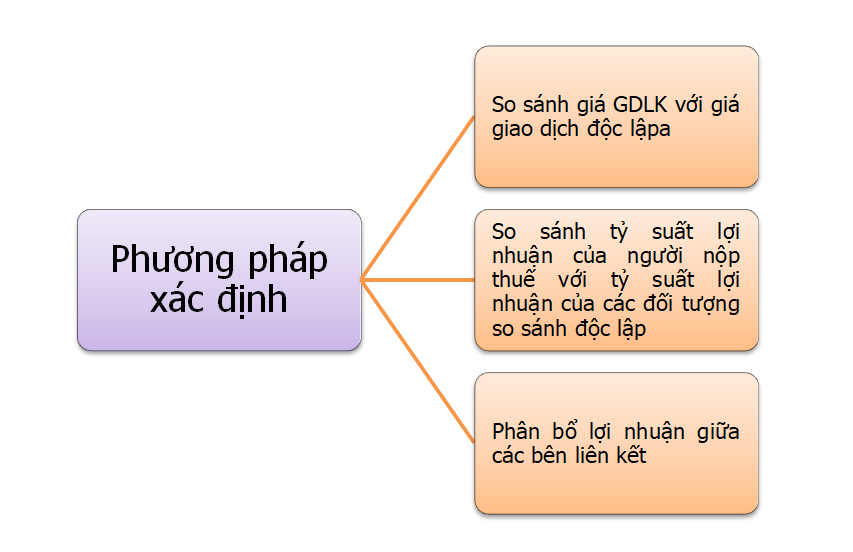 Phương pháp
xác định
So sánh giá GDLK với giá
giao dịch độc lậpa
So sánh tỷ suất lợi
nhuận của người nộp
thuế với tỷ suất lợi
nhuận của các đối tượng
so sánh độc lập
Phân bổ lợi nhuận giữa
các bên liên kết